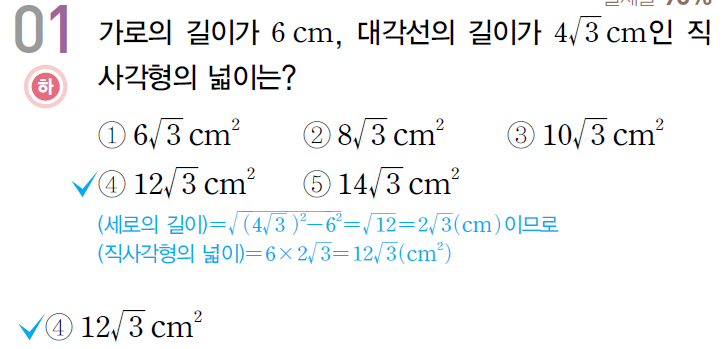 01 가로의 길이가 6 cm, 대각선의 길이가 4√3 cm인 직
하 사각형의 넓이는?
① 6√3 cm² ② 8√3 cm² ③ 10√3 cm²
④ 12√3 cm² ⑤ 14√3 cm²
(세로의 길이)=√((4√3)²−6²)=√12=2√3(cm)이므로
(직사각형의 넓이)=6×2√3=12√3(cm²)
④ 12√3 cm²